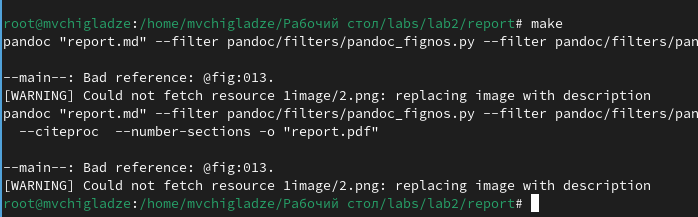 root@mvchigladze:/home/mvchigladze/Рабочий стол/labs/lab2/report# make
pandoc "report.md" --filter pandoc/filters/pandoc_fignos.py --filter pandoc/filters/pan
--main--: Bad reference: @fig:013.
[WARNING] Could not fetch resource 1image/2.png: replacing image with description
pandoc "report.md" --filter pandoc/filters/pandoc_fignos.py --filter pandoc/filters/pan
--citeproc  --number-sections -o "report.pdf"
--main--: Bad reference: @fig:013.
[WARNING] Could not fetch resource 1image/2.png: replacing image with description
root@mvchigladze:/home/mvchigladze/Рабочий стол/labs/lab2/report#